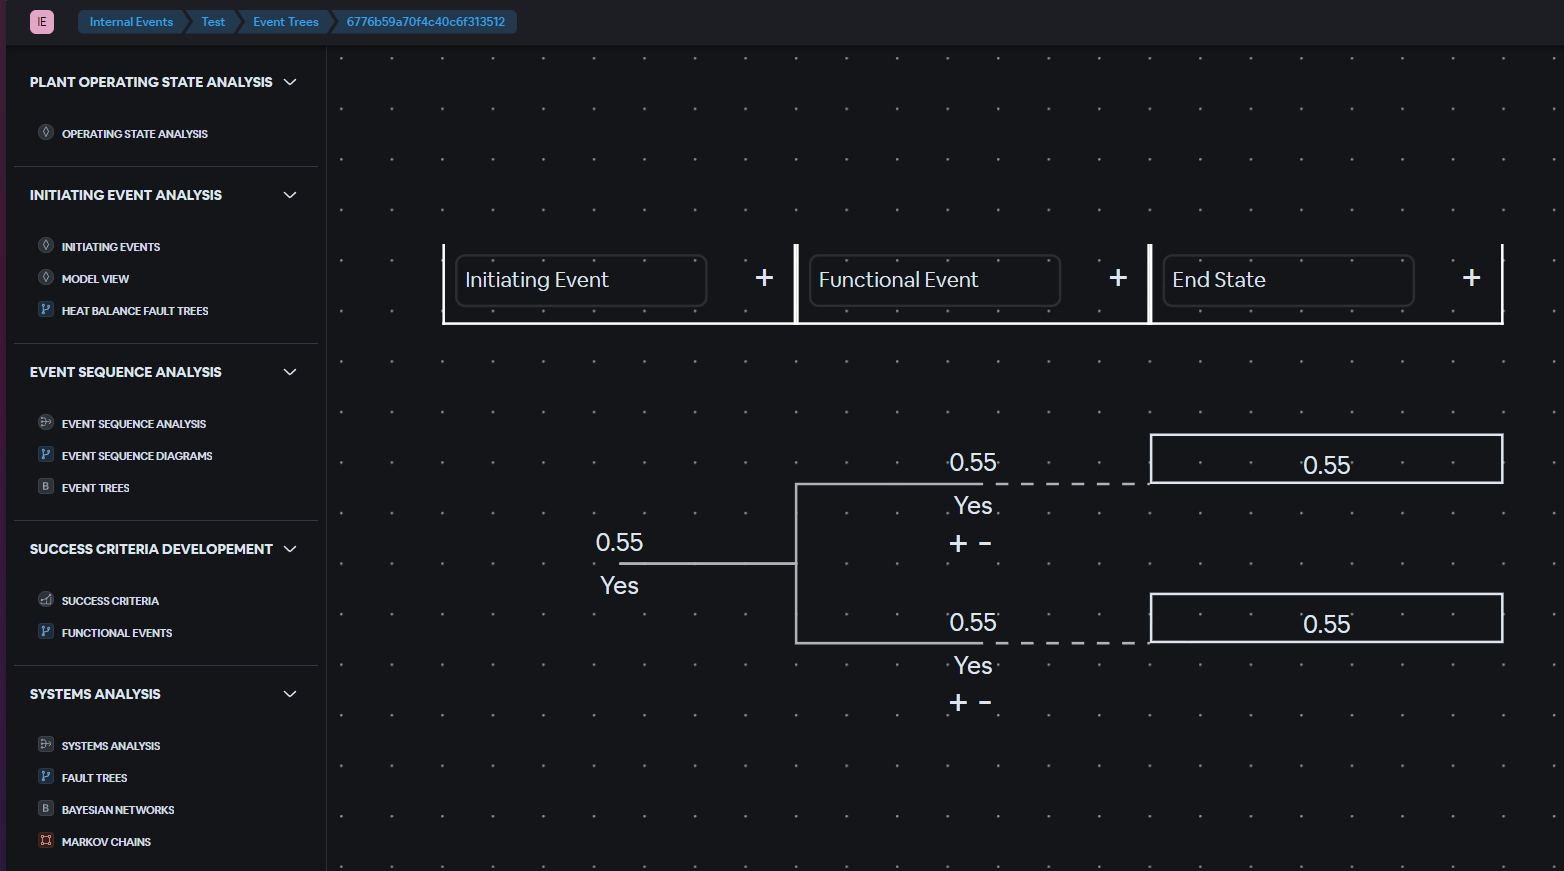 IE
Internal Events
Test
Event Trees
6776b59a70f4c40c6f313512
PLANT OPERATING STATE ANALYSIS
OPERATING STATE ANALYSIS
INITIATING EVENT ANALYSIS
INITIATING EVENTS
MODEL VIEW
HEAT BALANCE FAULT TREES
EVENT SEQUENCE ANALYSIS
EVENT SEQUENCE ANALYSIS
EVENT SEQUENCE DIAGRAMS
B EVENT TREES
SUCCESS CRITERIA DEVELOPEMENT
SUCCESS CRITERIA
FUNCTIONAL EVENTS
SYSTEMS ANALYSIS
SYSTEMS ANALYSIS
FAULT TREES
B BAYESIAN NETWORKS
MARKOV CHAINS
Initiating Event +
Functional Event +
End State +
0.55
Yes
0.55
Yes
+ -
0.55
0.55
Yes
+ -
0.55